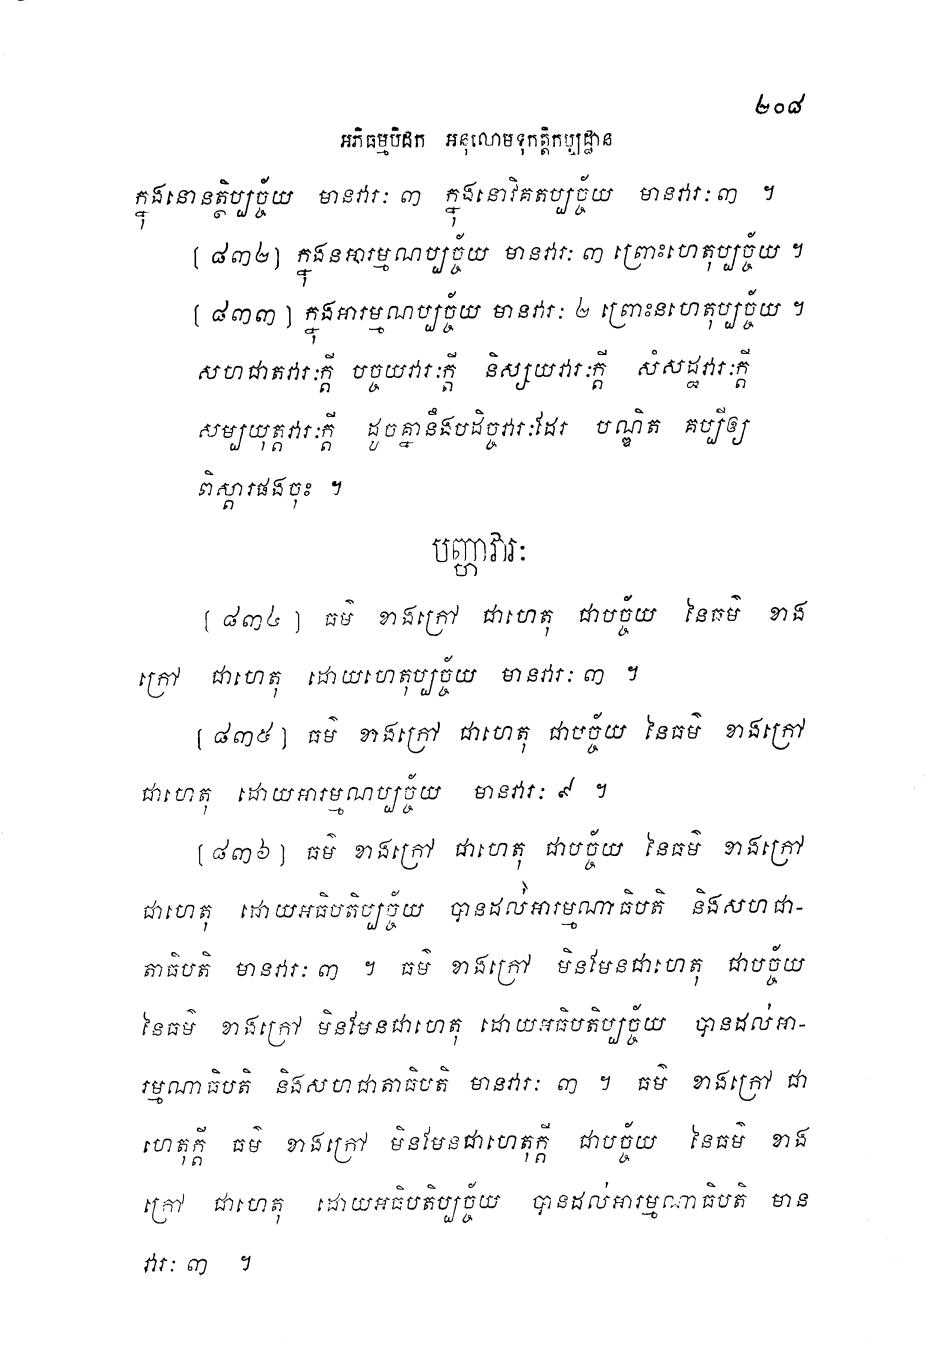 ២០៨
អភិធម្មបិដក អនុលោមទុកត្តិកប្បដ្ឋាន
ក្នុងនោនត្ថិប្បច្ច័យ មានវារៈ ៣ ក្នុងនោវិគតប្បច្ច័យ មានវារៈ ៣ ។
[ ៨៣២] ក្នុងនអារម្មណប្បច្ច័យ មានវារៈ ៣ ព្រោះហេតុប្បច្ច័យ ។
[ ៨៣៣ ] ក្នុងអារម្មណប្បច្ច័យ មានវារៈ ២ ព្រោះនហេតុប្បច្ច័យ ។
សហជាតវារៈក្តី បច្ចយវារៈក្តី និស្សយវារៈក្តី សំសដ្ឋវារៈក្តី
សម្បយុត្តវារៈក្តី ដូចគ្នានឹងបដិច្ចវារៈដែរ បណ្ឌិត គប្បីឲ្យ
ពិស្តារផងចុះ ។
បញ្ហាវារៈ
[ ៨៣៤ ] ធម៌ ខាងក្រៅ ជាហេតុ ជាបច្ច័យ នៃធម៌ ខាង
ក្រៅ ជាហេតុ ដោយហេតុប្បច្ច័យ មានវារៈ ៣ ។
[ ៨៣៥ ] ធម៌ ខាងក្រៅ ជាហេតុ ជាបច្ច័យ នៃធម៌ ខាងក្រៅ
ជាហេតុ ដោយអារម្មណប្បច្ច័យ មានវារៈ ៩ ។
[៨៣៦] ធម៌ ខាងក្រៅ ជាហេតុ ជាបច្ច័យ នៃធម៌ ខាងក្រៅ
ជាហេតុ ដោយអធិបតិប្បច្ច័យ បានដល់អារម្មណាធិបតិ និងសហជា-
តាធិបតិ មានវារៈ ៣ ។ ធម៌ ខាងក្រៅ មិនមែនជាហេតុ ជាបច្ច័យ
នៃធម៌ ខាងក្រៅ មិនមែនជាហេតុ ដោយអធិបតិប្បច្ច័យ បានដល់អា-
រម្មណាធិបតិ និងសហជាតាធិបតិ មានវារៈ ៣ ។ ធម៌ ខាងក្រៅ ជា
ហេតុក្តី ធម៌ ខាងក្រៅ មិនមែនជាហេតុក្តី ជាបច្ច័យ នៃធម៌ ខាង
ក្រៅ ជាហេតុ ដោយអធិបតិប្បច្ច័យ បានដល់អារម្មណាធិបតិ មាន
វារៈ ៣ ។